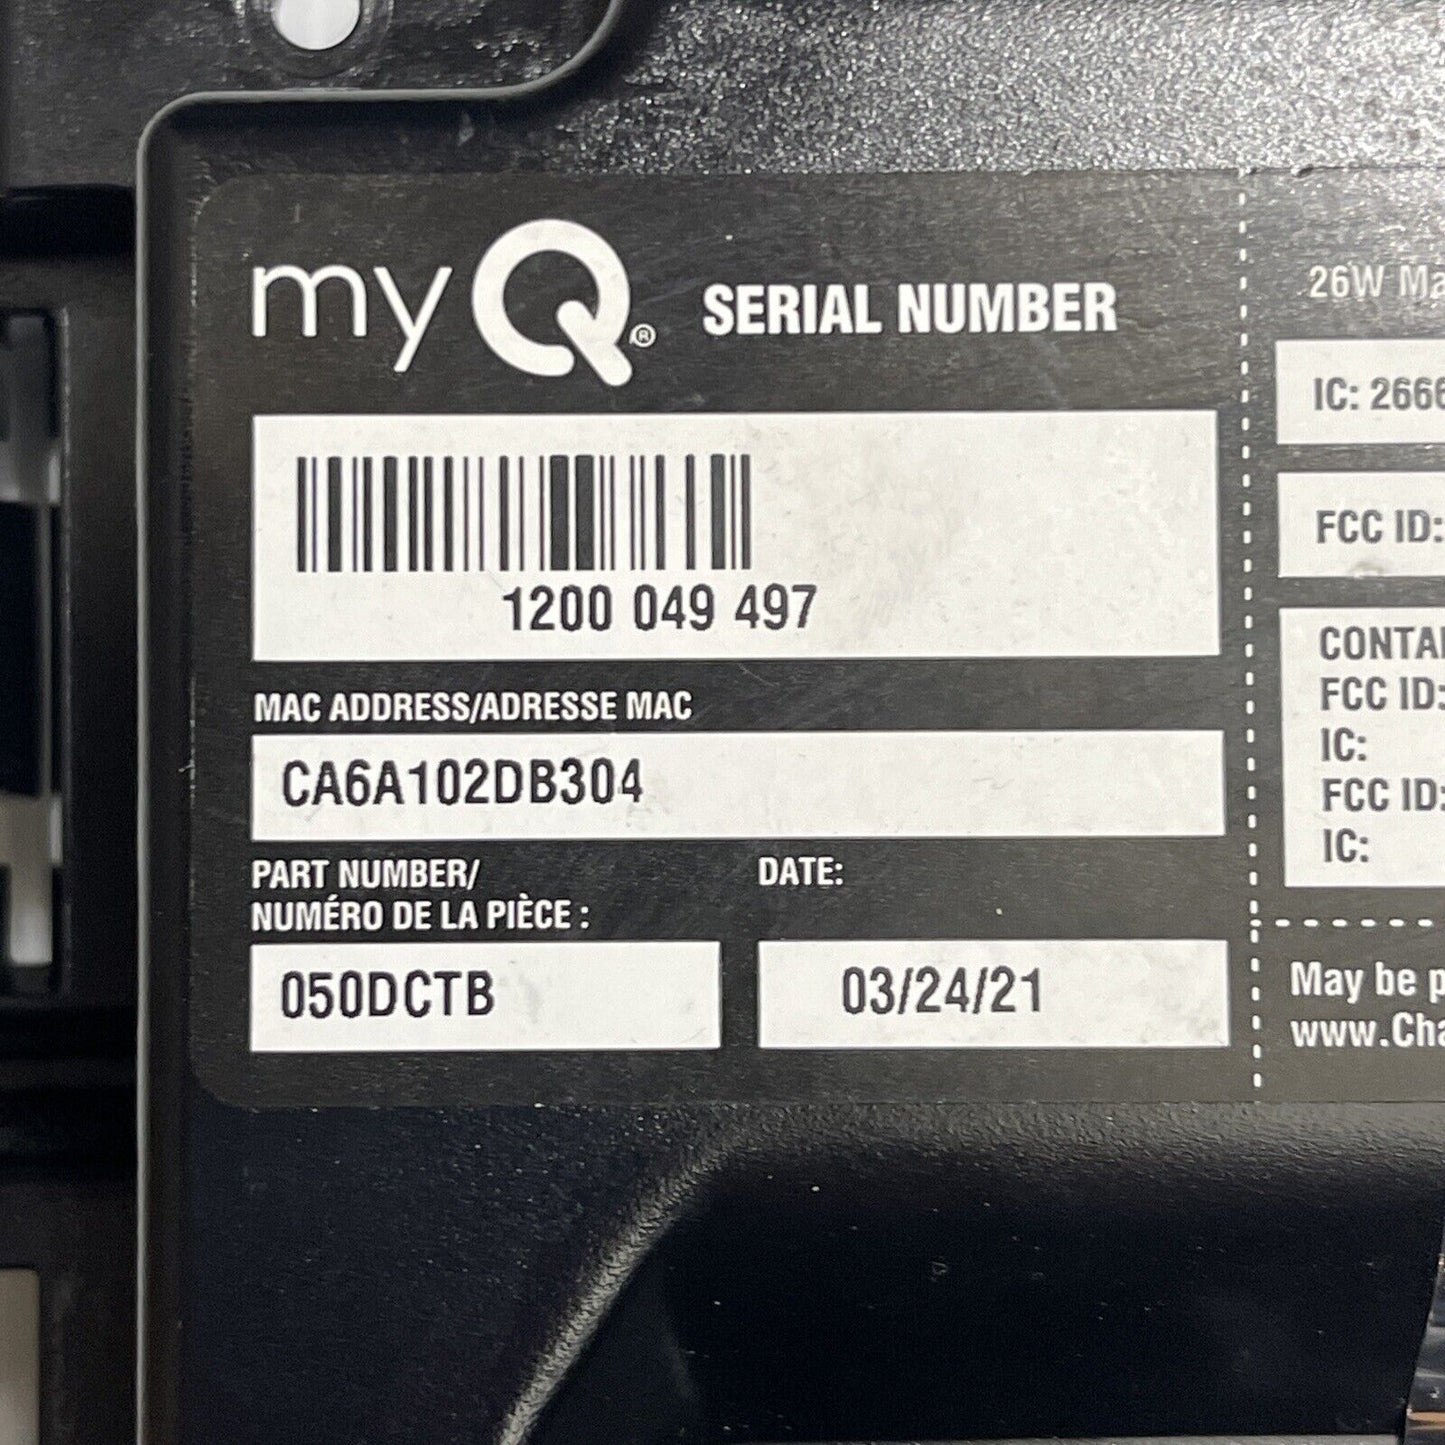 myQ® SERIAL NUMBER
1200 049 497
MAC ADDRESS/ADRESSE MAC
CA6A102DB304
PART NUMBER/
NUMÉRO DE LA PIÈCE :
050DCTB
DATE:
03/24/21
26W Ma
IC: 2666
FCC ID:
CONTAI
FCC ID:
IC:
FCC ID:
IC:
May be p
www.Cha